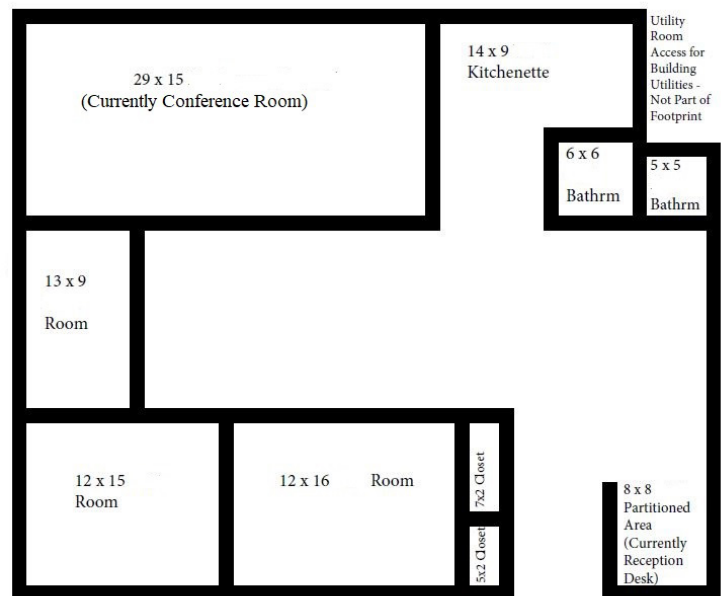 29 x 15
(Currently Conference Room)
14 x 9
Kitchenette
Utility
Room
Access for
Building
Utilities -
Not Part of
Footprint
6 x 6
Bathrm
5 x 5
Bathrm
13 x 9
Room
12 x 15
Room
12 x 16 Room
7x2 Closet
5x2 Closet
8 x 8
Partitioned
Area
(Currently
Reception
Desk)